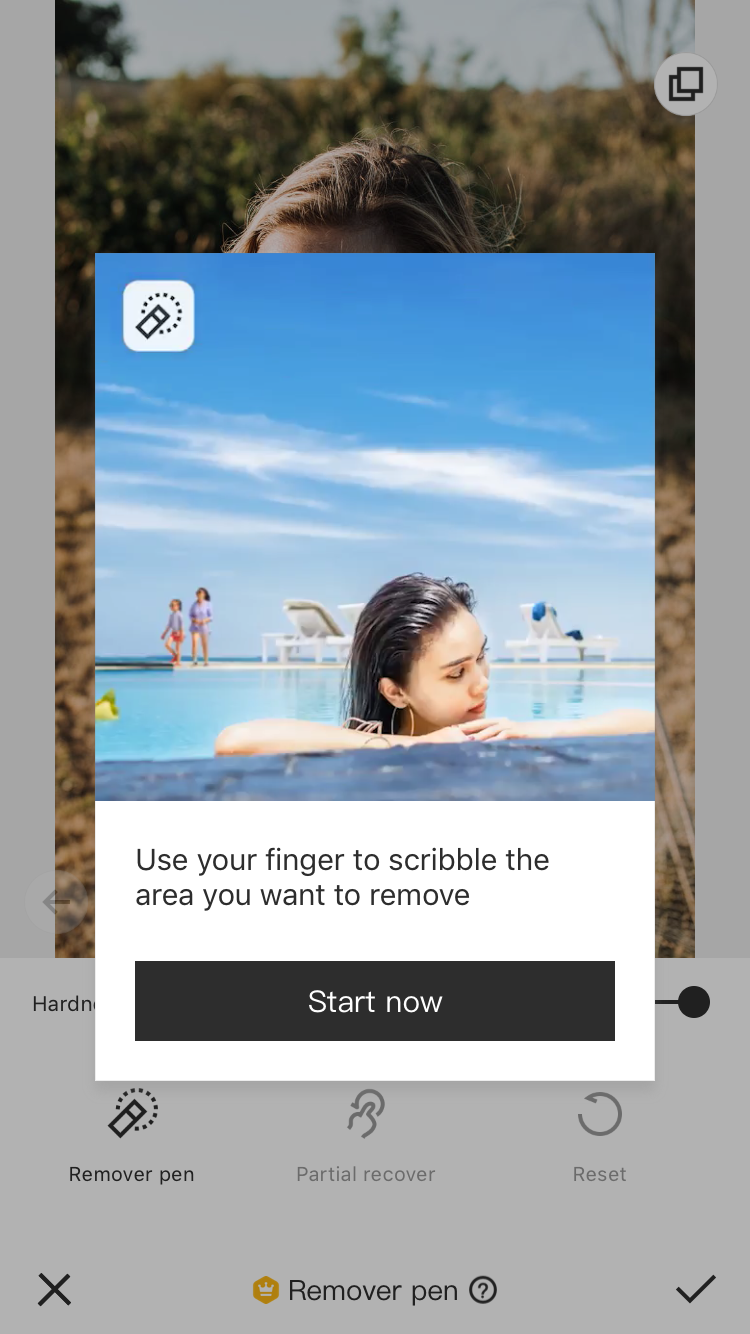 Use your finger to scribble the
area you want to remove
Start now
Remover pen
Partial recover
Reset
Remover pen ?